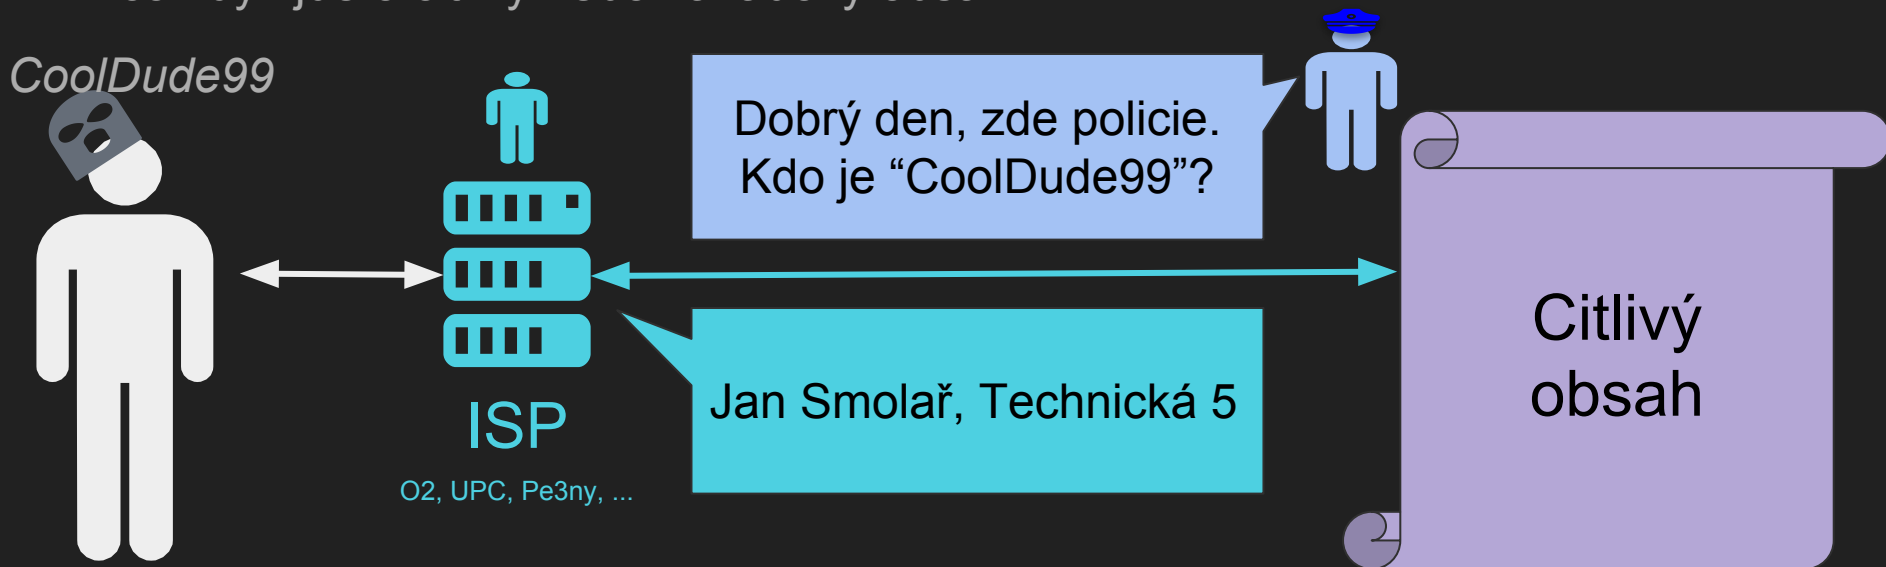 CoolDude99
Dobrý den, zde policie.
Kdo je “CoolDude99”?
Jan Smolař, Technická 5
ISP
O2, UPC, Pe3ny, ...
Citlivý
obsah